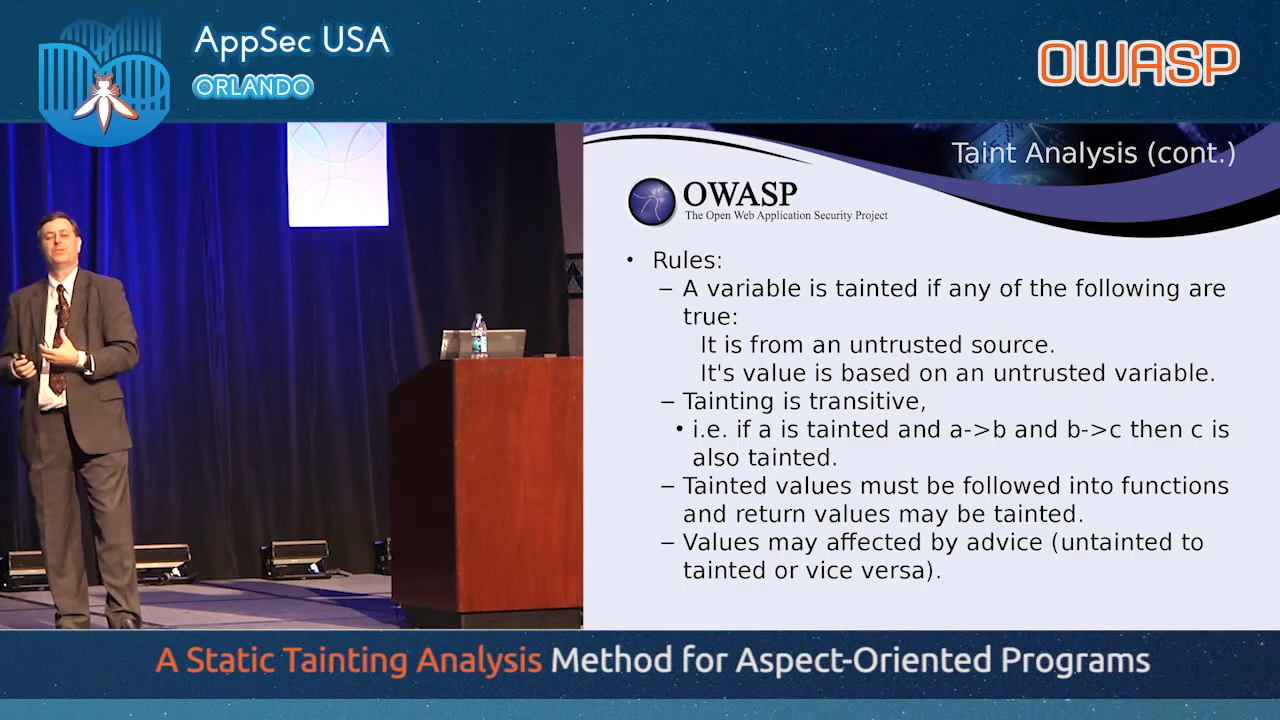 AppSec USA
ORLANDO
OWASP
Taint Analysis (cont.)
OWASP
The Open Web Application Security Project
• Rules:
– A variable is tainted if any of the following are
true:
It is from an untrusted source.
It's value is based on an untrusted variable.
– Tainting is transitive,
• i.e. if a is tainted and a->b and b->c then c is
also tainted.
– Tainted values must be followed into functions
and return values may be tainted.
– Values may affected by advice (untainted to
tainted or vice versa).
A Static Tainting Analysis Method for Aspect-Oriented Programs